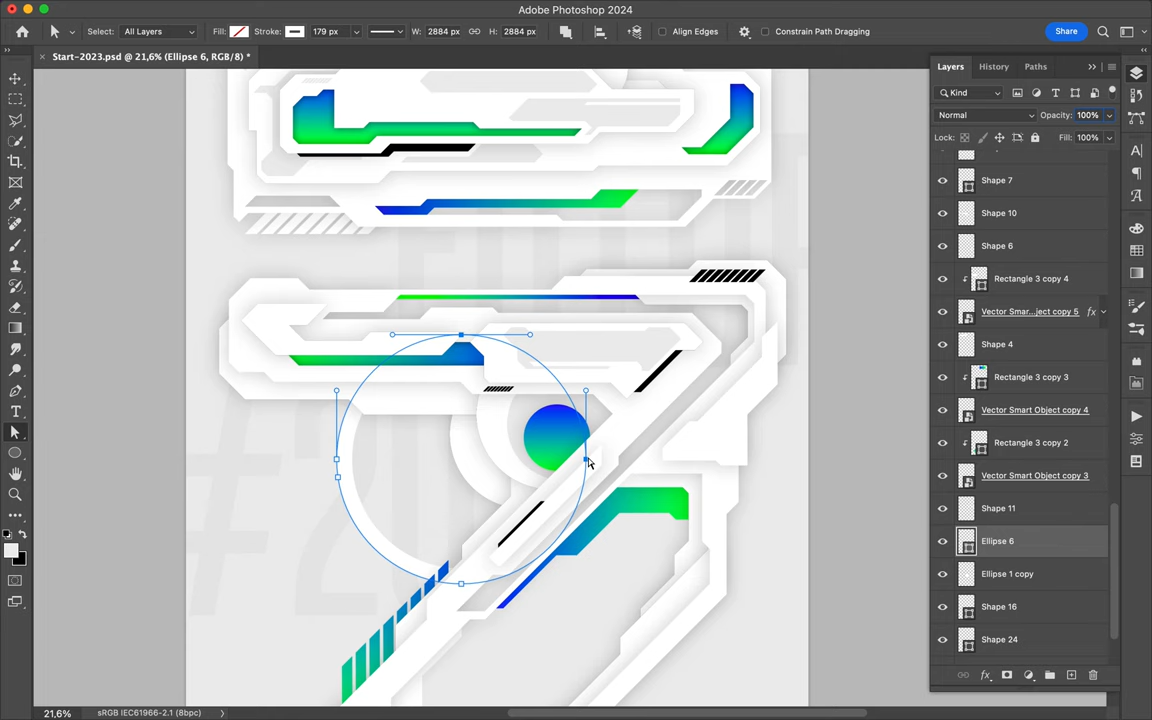 Adobe Photoshop 2024
Select: All Layers Fill: Stroke: 179 px W: 2884 px H: 2884 px Align Edges Constrain Path Dragging Share
Start-2023.psd @ 21,6% (Ellipse 6, RGB/8) *
Layers History Paths
Kind
Normal Opacity: 100%
Lock: Fill: 100%
Shape 7
Shape 10
Shape 6
Rectangle 3 copy 4
Vector Smar...ject copy 5 fx
Shape 4
Rectangle 3 copy 3
Vector Smart Object copy 4
Rectangle 3 copy 2
Vector Smart Object copy 3
Shape 11
Ellipse 6
Ellipse 1 copy
Shape 16
Shape 24
fx
21,6% sRGB IEC61966-2.1 (8bpc)